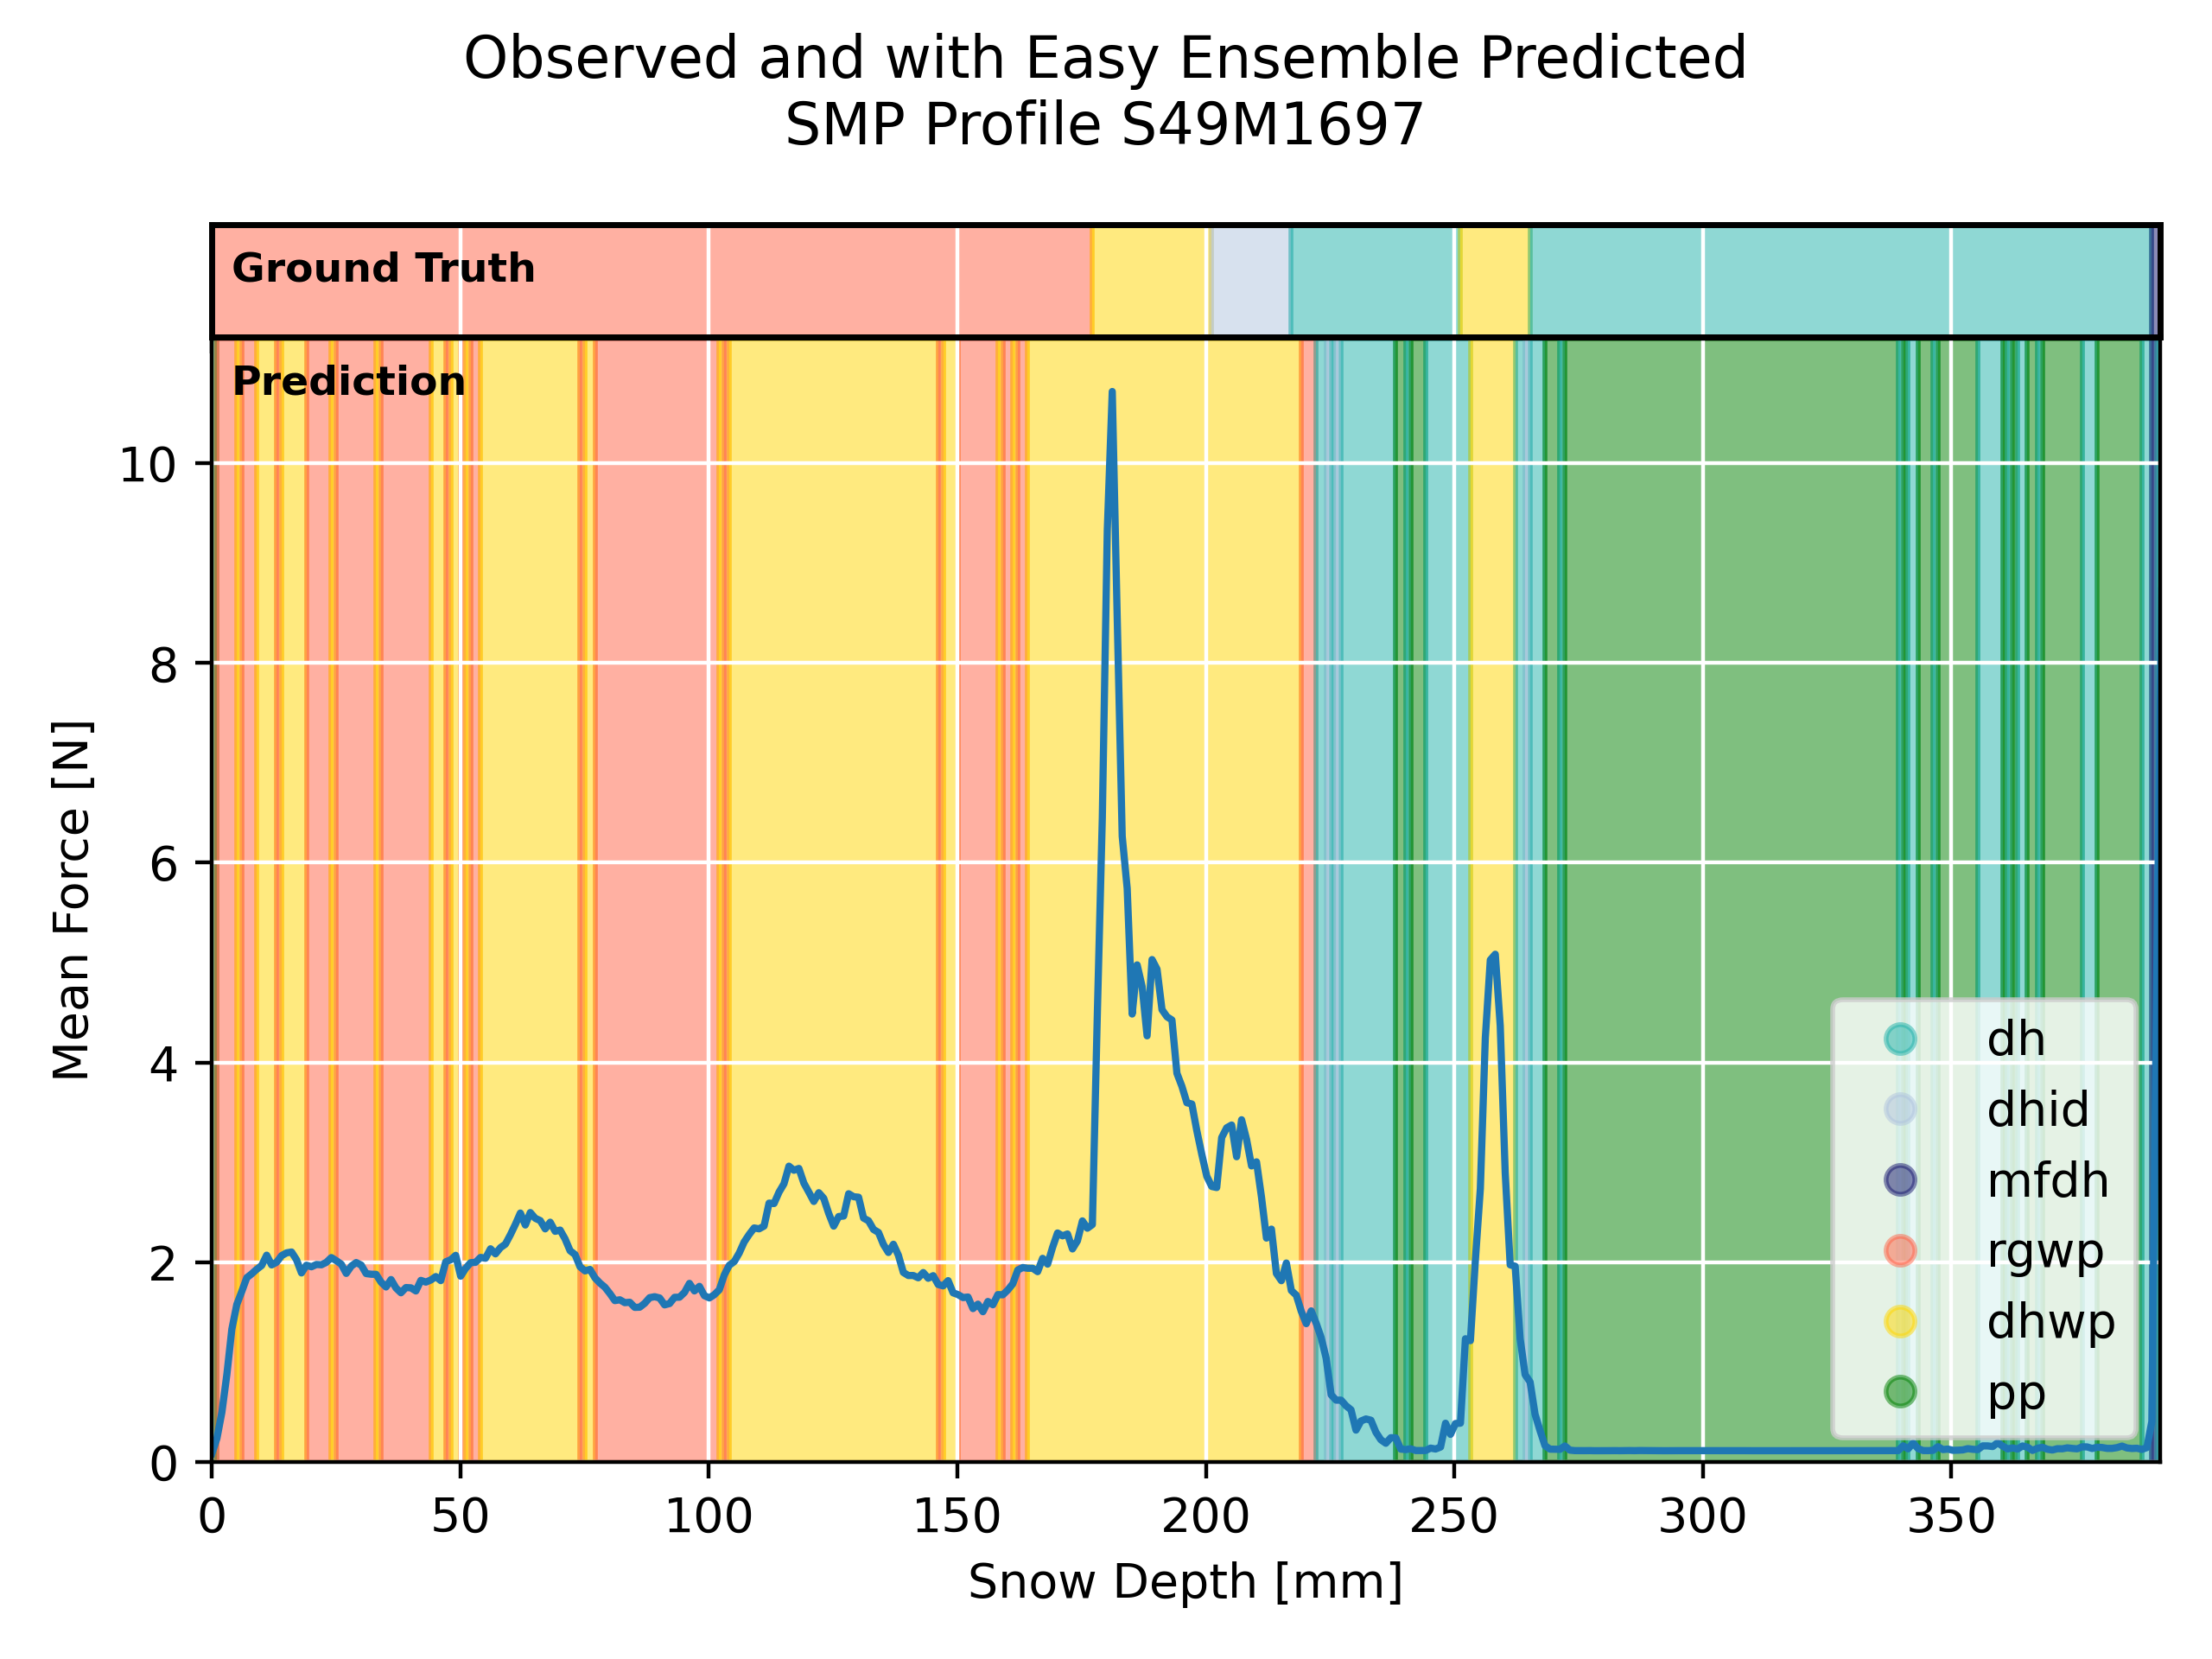 Observed and with Easy Ensemble Predicted
SMP Profile S49M1697
Ground Truth
Prediction
10
8
6
4
2
0
Mean Force [N]
dh
dhid
mfdh
rgwp
dhwp
pp
0 50 100 150 200 250 300 350
Snow Depth [mm]